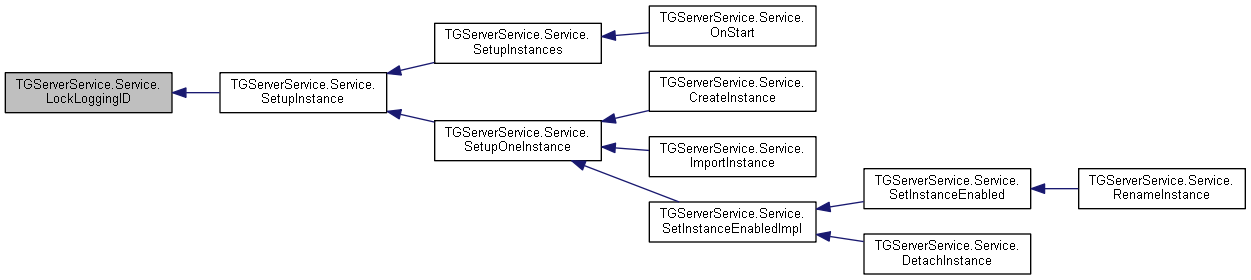 TGServerService.Service.
LockLoggingID
TGServerService.Service.
SetupInstance
TGServerService.Service.
SetupInstances
TGServerService.Service.
OnStart
TGServerService.Service.
SetupOneInstance
TGServerService.Service.
CreateInstance
TGServerService.Service.
ImportInstance
TGServerService.Service.
SetInstanceEnabledImpl
TGServerService.Service.
SetInstanceEnabled
TGServerService.Service.
RenameInstance
TGServerService.Service.
DetachInstance